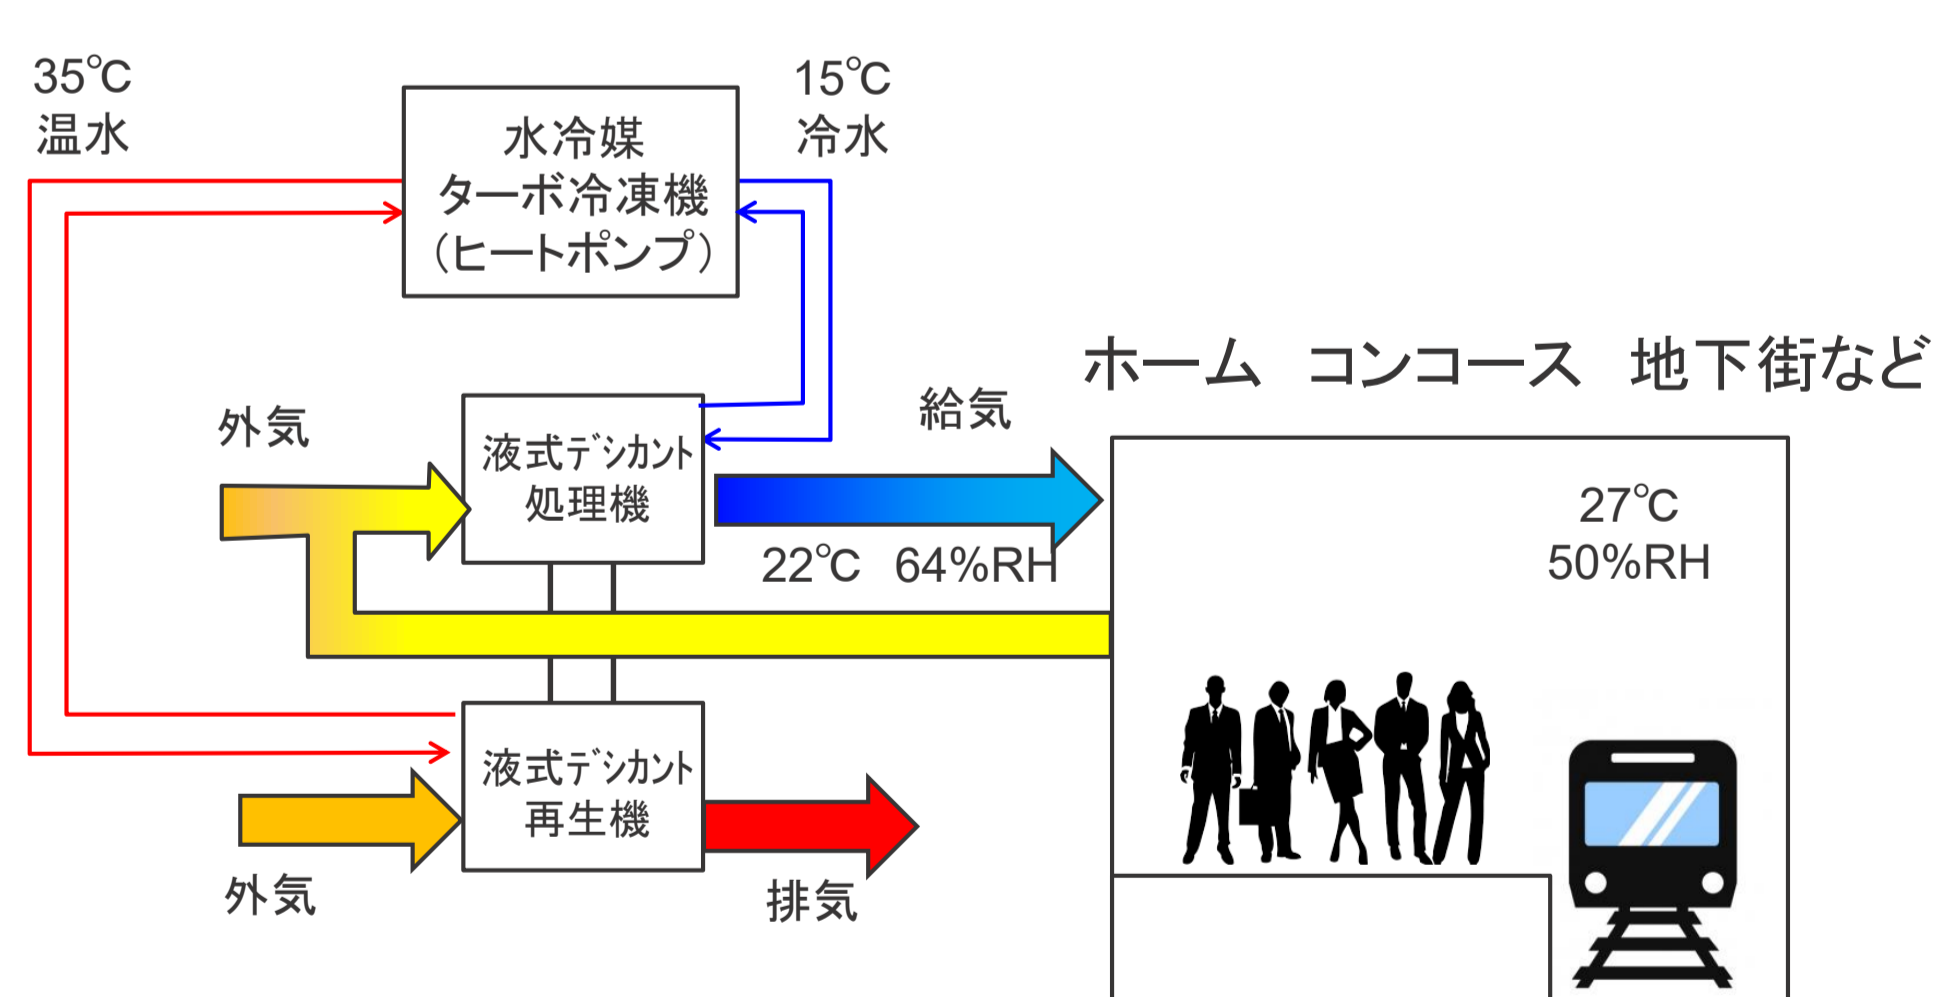 35℃
温水
水冷媒
ターボ冷凍機
（ヒートポンプ）
15℃
冷水
ホーム　コンコース　地下街など
外気
液式ﾃﾞｼｶﾝﾄ
処理機
給気
22℃　64%RH
27℃
50%RH
液式ﾃﾞｼｶﾝﾄ
再生機
外気
排気